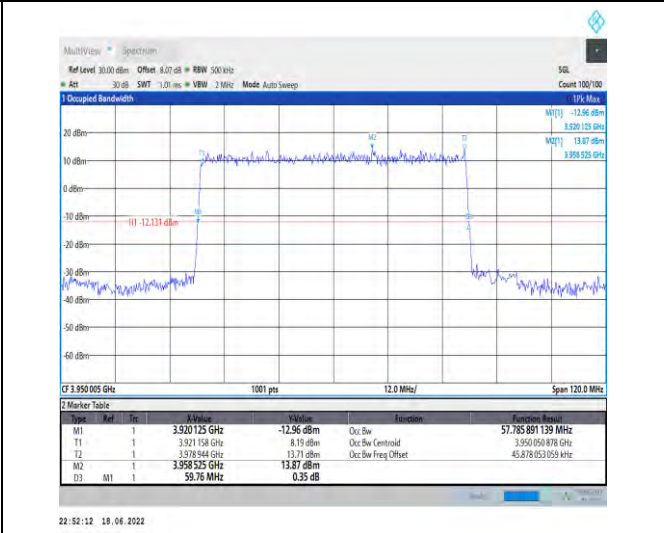 MultiView Spectrum
Ref Level 30.00 dBm Offset 8.07 dB RBW 500 kHz SGL
Att 30 dB SWT 1.01 ms VBW 2 MHz Mode Auto Sweep Count 100/100
1 Occupied Bandwidth 1Pk Max
M1[1] -12.96 dBm
3.920 125 GHz
M2[1] 13.87 dBm
3.958 525 GHz
20 dBm
M2
T1
10 dBm
0 dBm
-10 dBm
H1 -12.131 dBm
-20 dBm
-30 dBm
-40 dBm
-50 dBm
-60 dBm
CF 3.950 005 GHz 1001 pts 12.0 MHz/ Span 120.0 MHz
2 Marker Table
Type Ref Trc X-Value Y-Value Function Function Result
M1 1 3.920 125 GHz -12.96 dBm Occ Bw 57.785 891 139 MHz
T1 1 3.921 158 GHz 8.19 dBm Occ Bw Centroid 3.950 050 878 GHz
T2 1 3.978 944 GHz 13.71 dBm Occ Bw Freq Offset 45.878 053 059 kHz
M2 1 3.958 525 GHz 13.87 dBm
D3 M1 1 59.76 MHz 0.35 dB
22:52:12 18.06.2022